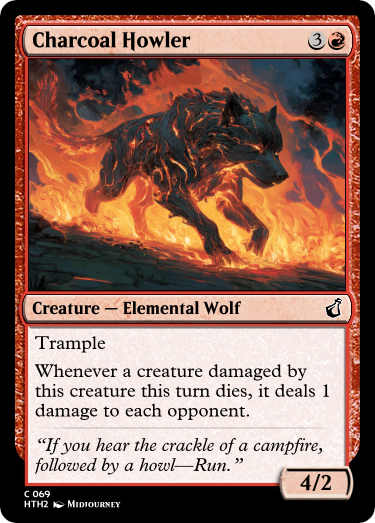 Charcoal Howler 3
Creature — Elemental Wolf
Trample
Whenever a creature damaged by
this creature this turn dies, it deals 1
damage to each opponent.
“If you hear the crackle of a campfire,
followed by a howl—Run.”
4/2
C 069
HTH2 Midjourney